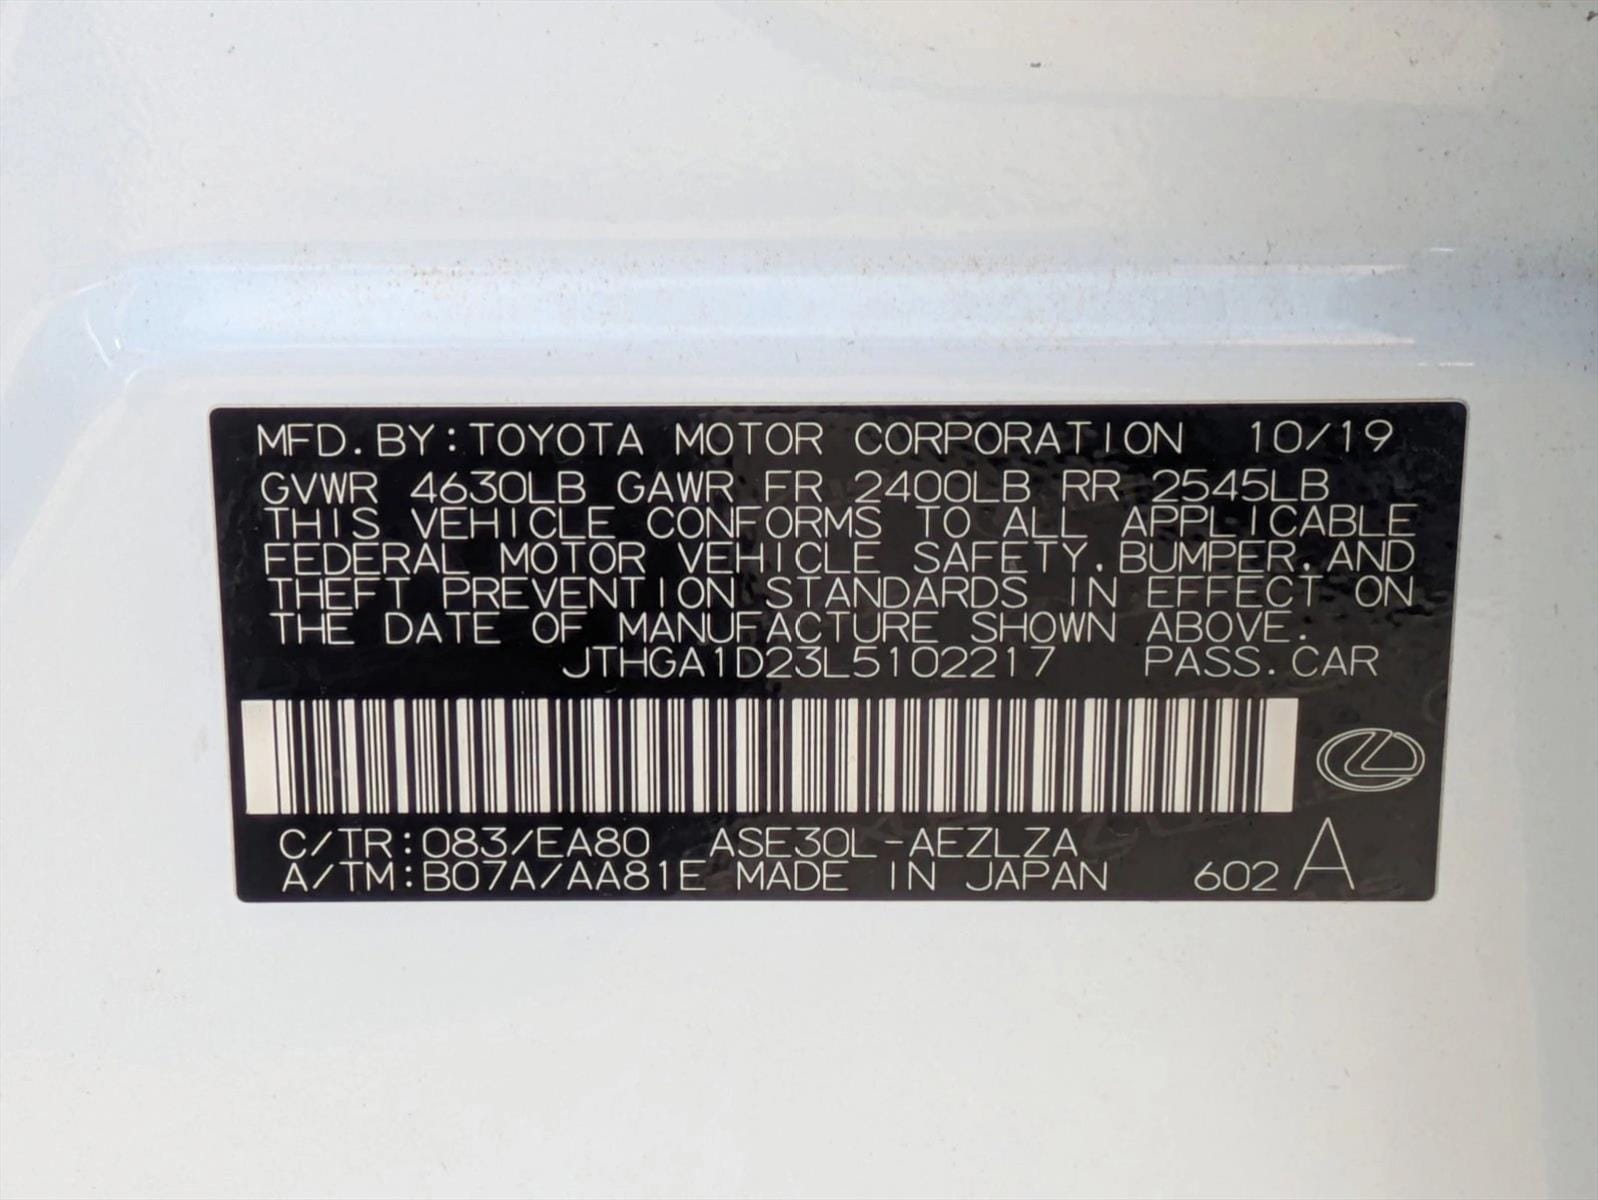 MFD.BY:TOYOTA MOTOR CORPORATION 10/19
GVWR 4630LB GAWR FR 2400LB RR 2545LB
THIS VEHICLE CONFORMS TO ALL APPLICABLE
FEDERAL MOTOR VEHICLE SAFETY,BUMPER,AND
THEFT PREVENTION STANDARDS IN EFFECT ON
THE DATE OF MANUFACTURE SHOWN ABOVE.
JTHGA1D23L5102217 PASS.CAR
C/TR:083/EA80 ASE30L-AEZLZA
A/TM:B07A/AA81E MADE IN JAPAN 602 A